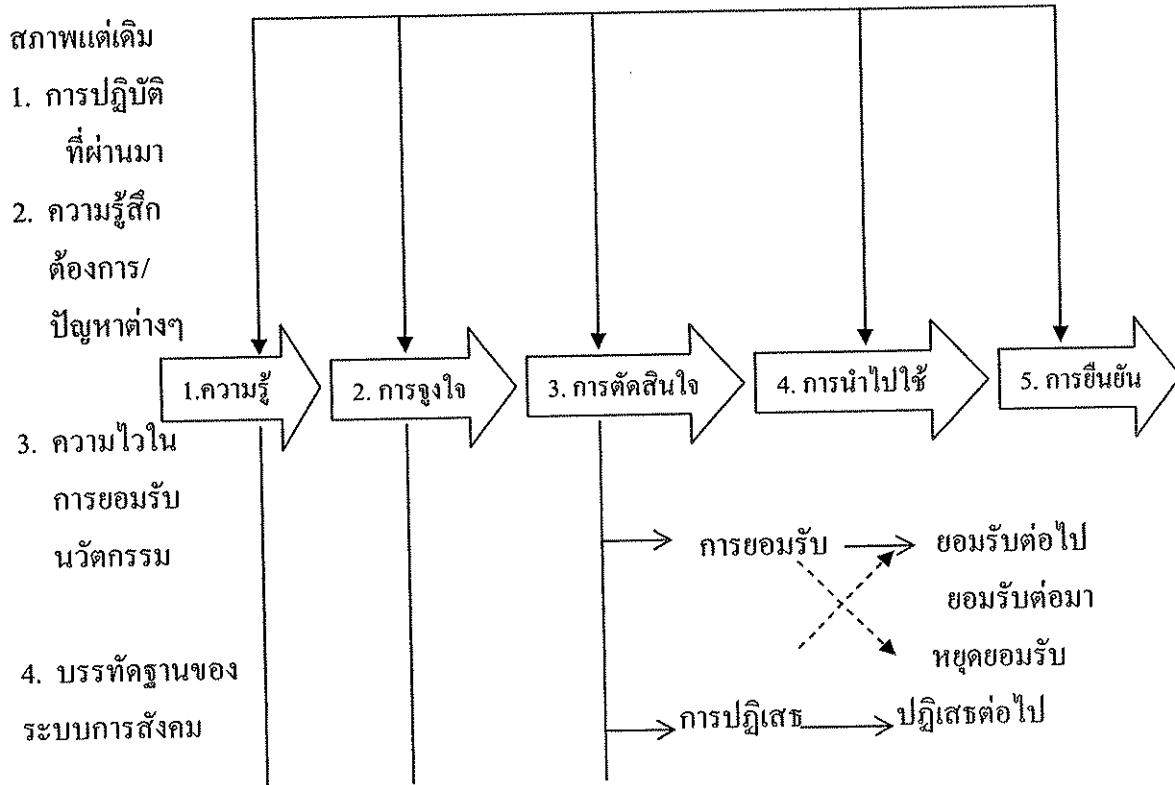 สภาพแต่เดิม
1. การปฏิบัติ
ที่ผ่านมา
2. ความรู้สึก
ต้องการ/
ปัญหาต่างๆ
1.ความรู้
2. การจูงใจ
3. การตัดสินใจ
4. การนำไปใช้
5. การยืนยัน
3. ความไวใน
การยอมรับ
นวัตกรรม
การยอมรับ
ยอมรับต่อไป
ยอมรับต่อมา
หยุดยอมรับ
4. บรรทัดฐานของ
ระบบการสังคม
การปฏิเสธ
ปฏิเสธต่อไป